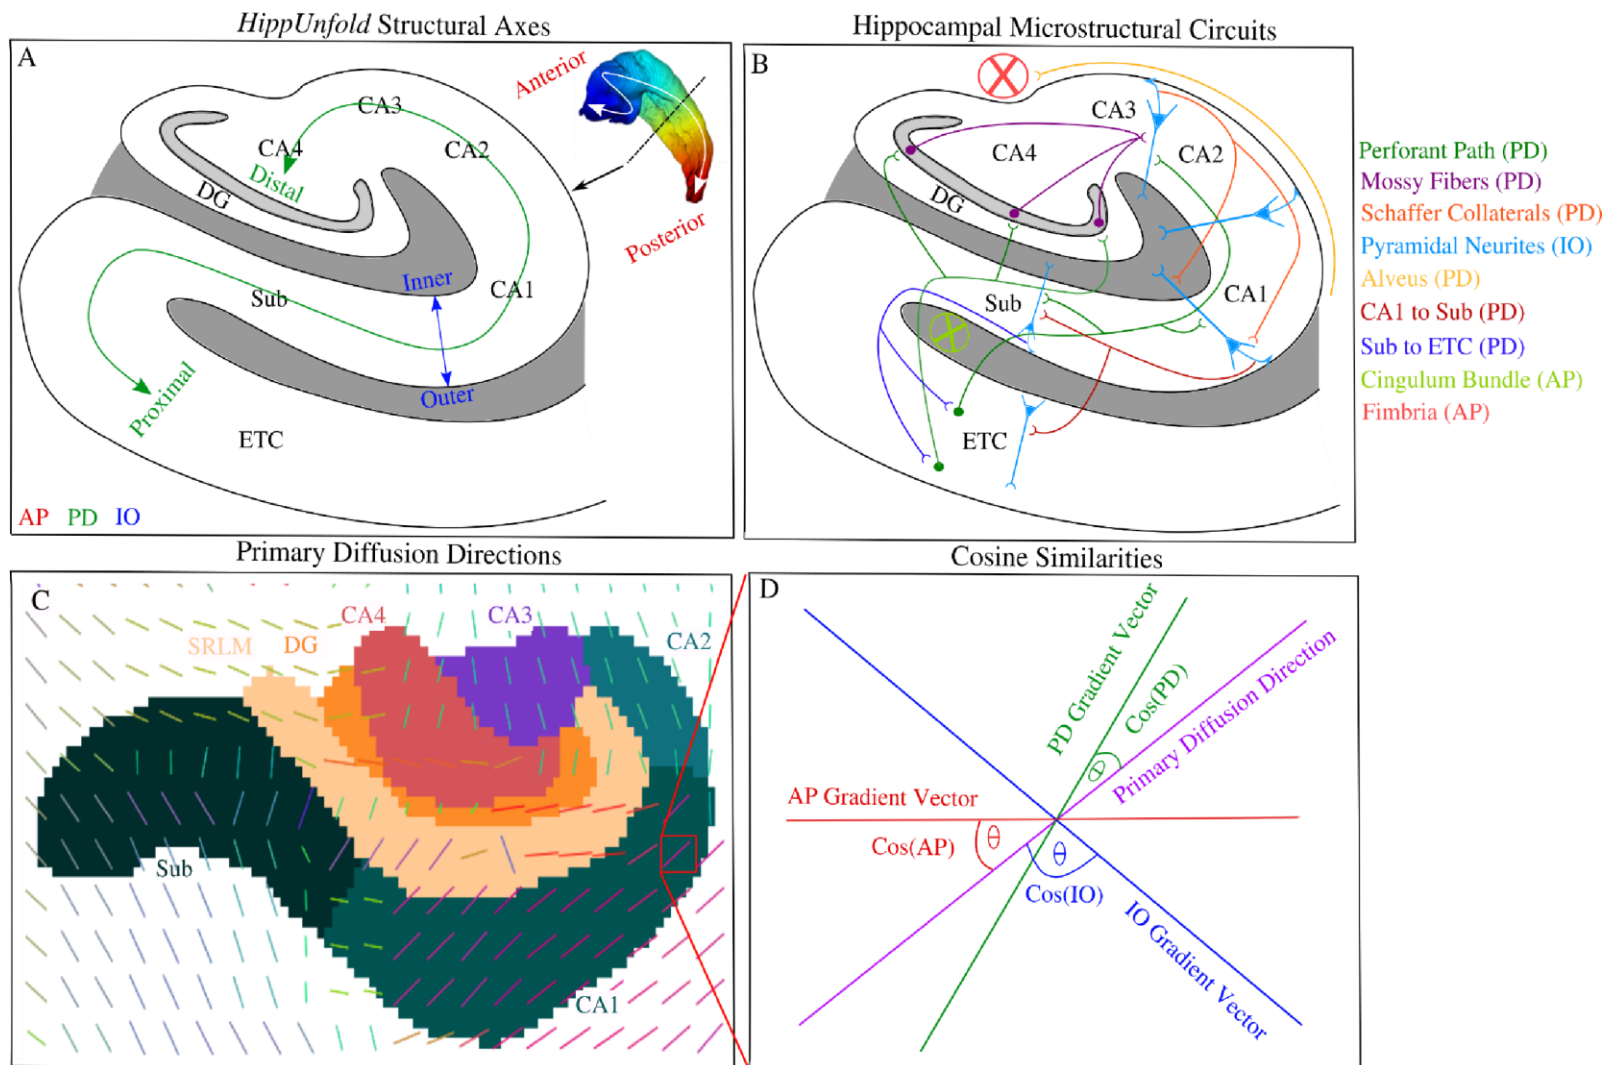 HippUnfold Structural Axes
A
CA3
CA4
CA2
Distal
DG
Anterior
Posterior
Inner
Sub
CA1
Outer
Proximal
ETC
AP PD IO
Hippocampal Microstructural Circuits
B
CA3
CA4
CA2
DG
Sub
CA1
ETC
Perforant Path (PD)
Mossy Fibers (PD)
Schaffer Collaterals (PD)
Pyramidal Neurites (IO)
Alveus (PD)
CA1 to Sub (PD)
Sub to ETC (PD)
Cingulum Bundle (AP)
Fimbria (AP)
Primary Diffusion Directions
C
CA4
CA3
SRLM
DG
CA2
Sub
CA1
Cosine Similarities
D
PD Gradient Vector
Cos(PD)
θ
Primary Diffusion Direction
AP Gradient Vector
Cos(AP)
θ
θ
Cos(IO)
IO Gradient Vector